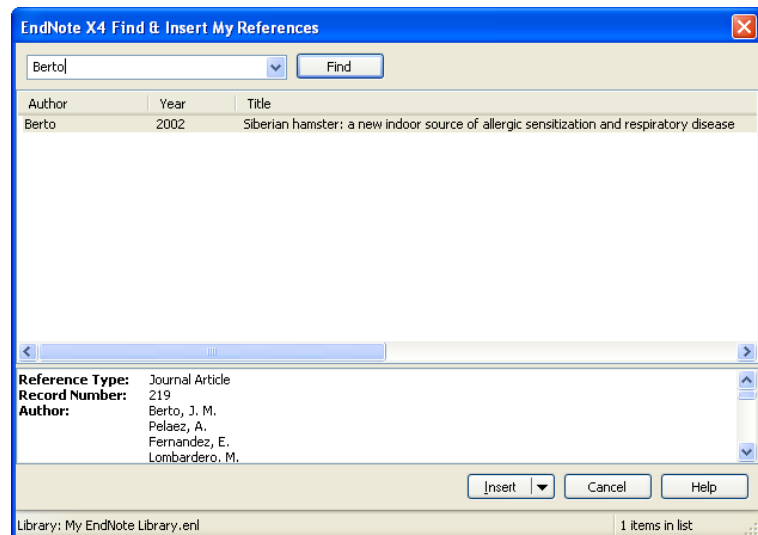 EndNote X4 Find & Insert My References
Berto
Find
Author Year Title
Berto 2002 Siberian hamster: a new indoor source of allergic sensitization and respiratory disease
Reference Type: Journal Article
Record Number: 219
Author: Berto, J. M.
Pelaez, A.
Fernandez, E.
Lombardero, M.
Insert Cancel Help
Library: My EndNote Library.enl 1 items in list